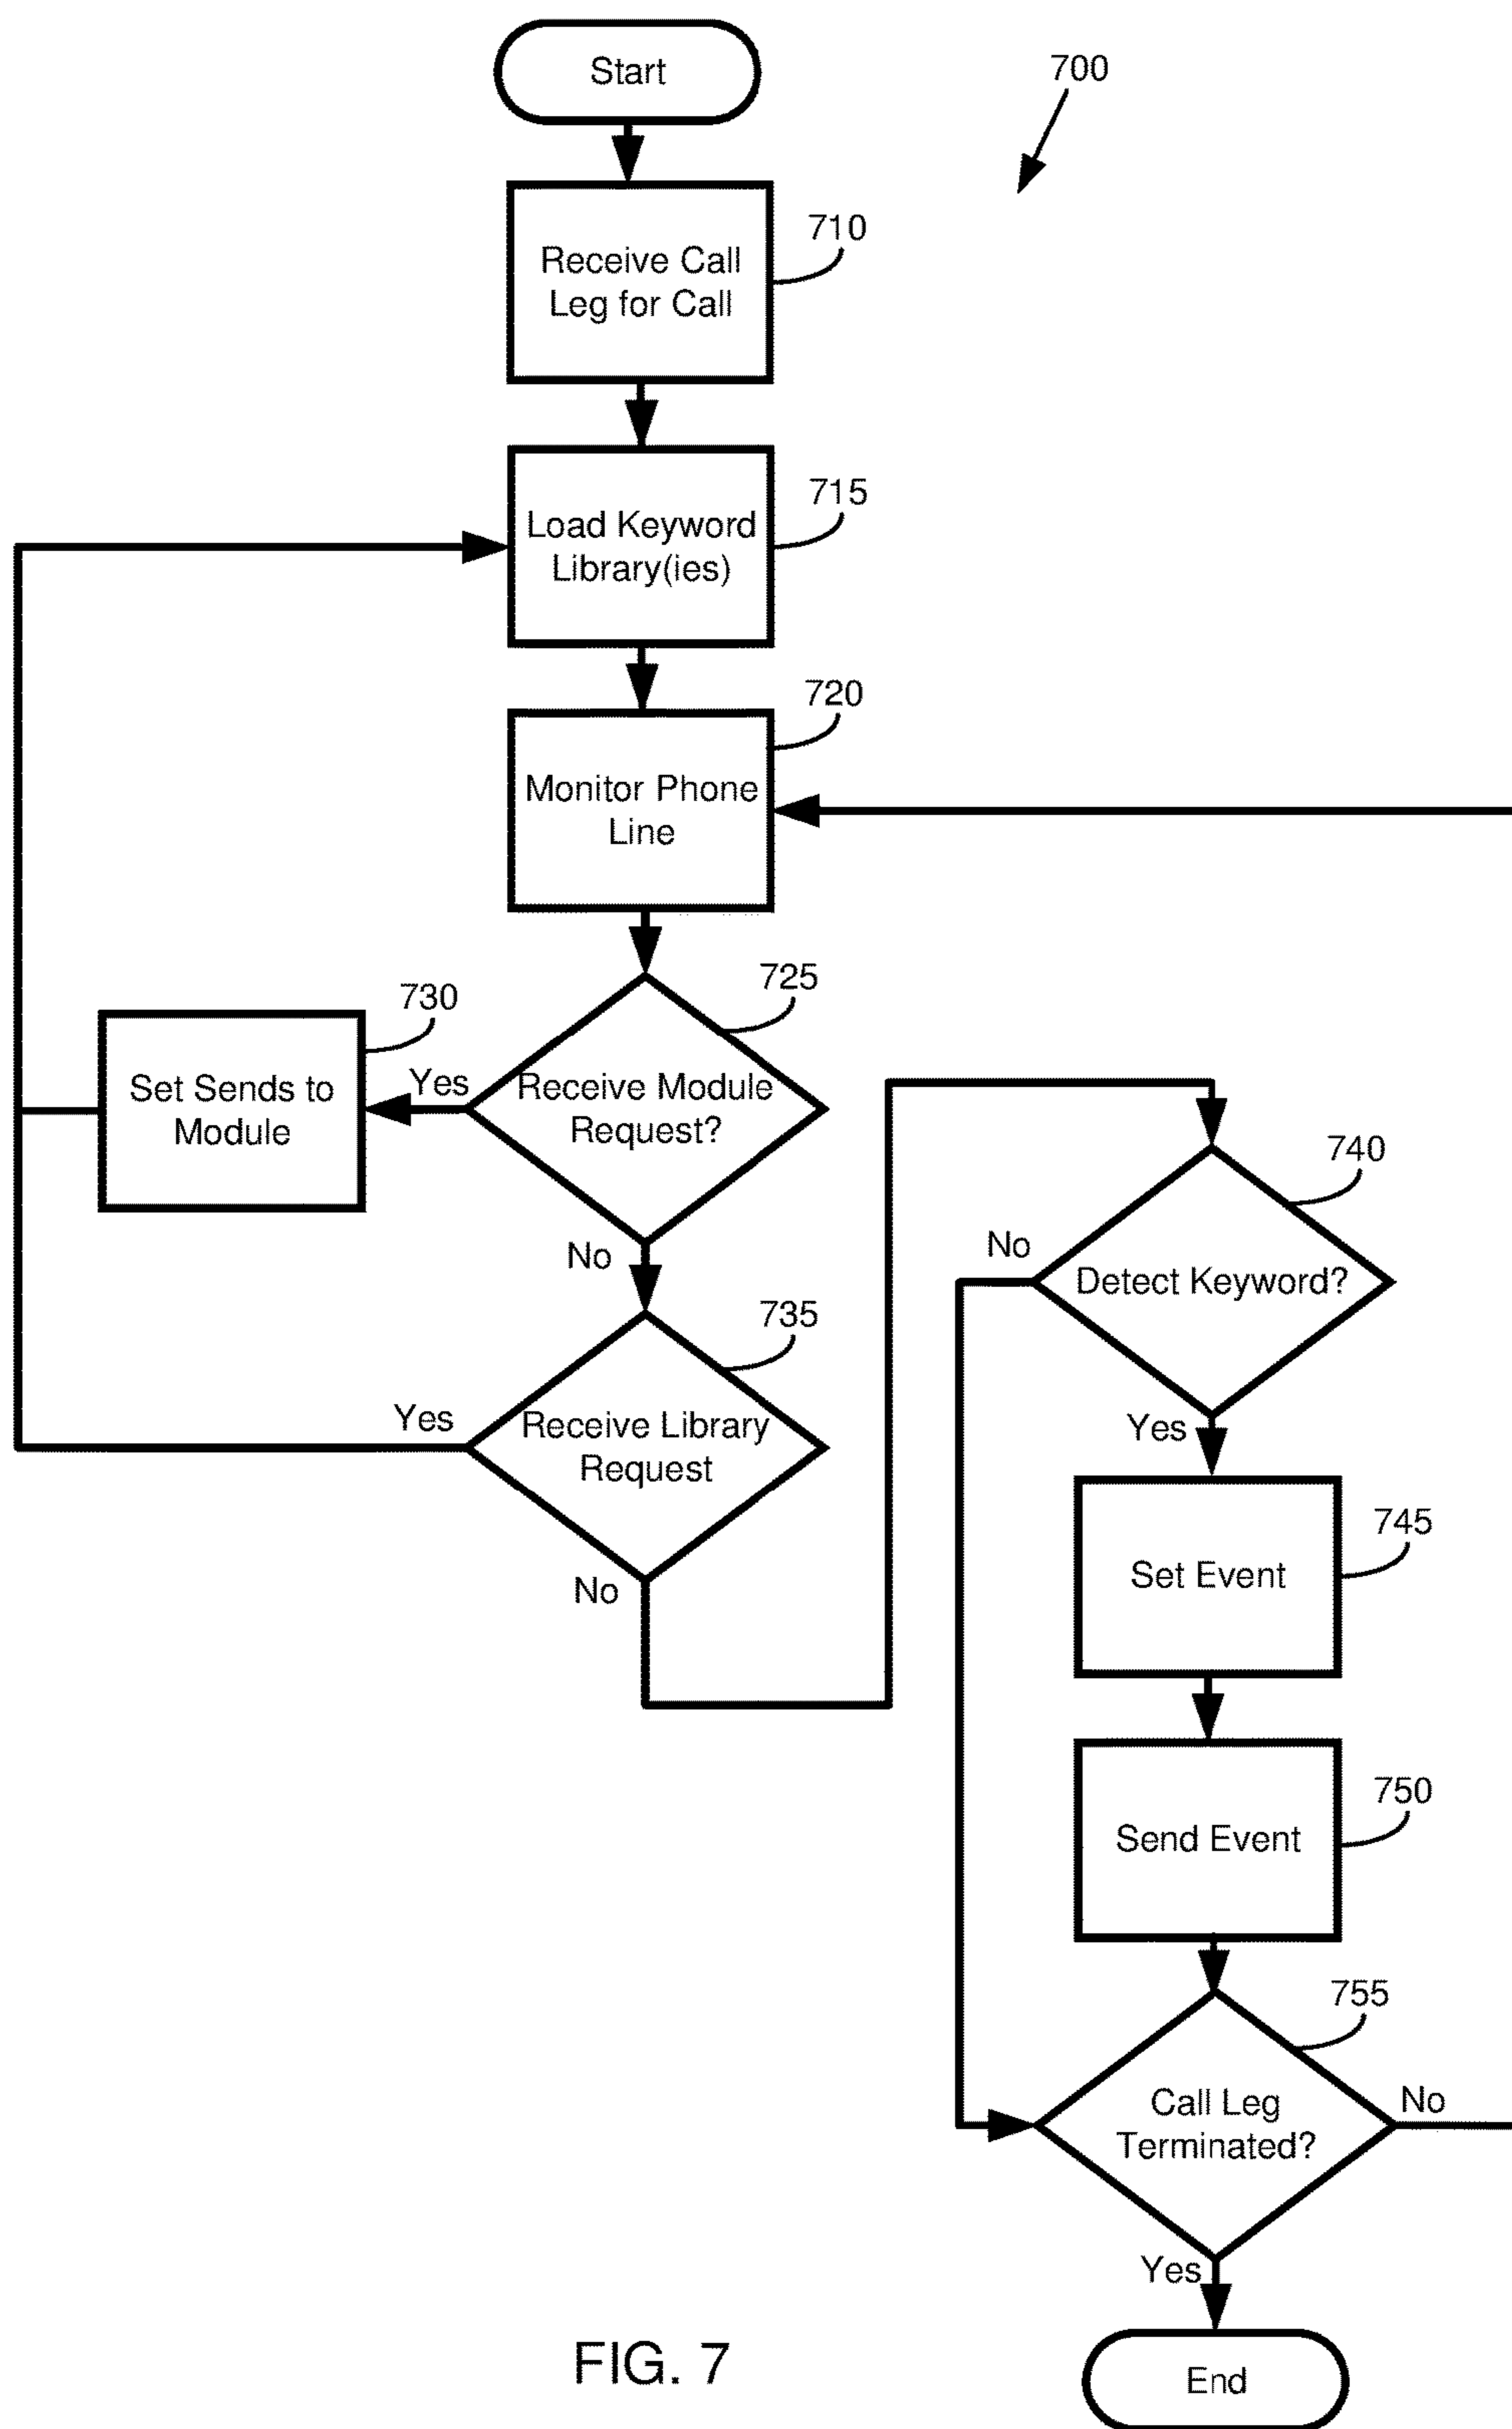 Start
700
710
Receive Call
Leg for Call
715
Load Keyword
Library(ies)
720
Monitor Phone
Line
725
730
Set Sends to
Module
Yes
Receive Module
Request?
No
735
Yes
Receive Library
Request
No
740
No
Detect Keyword?
Yes
745
Set Event
750
Send Event
755
Call Leg
Terminated?
No
Yes
End
FIG. 7